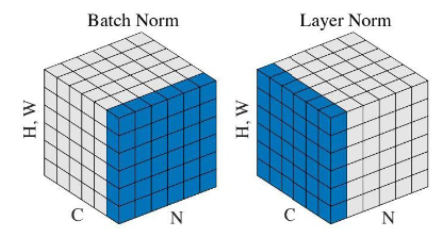 Batch Norm
Layer Norm
H, W
C
N
H, W
C
N